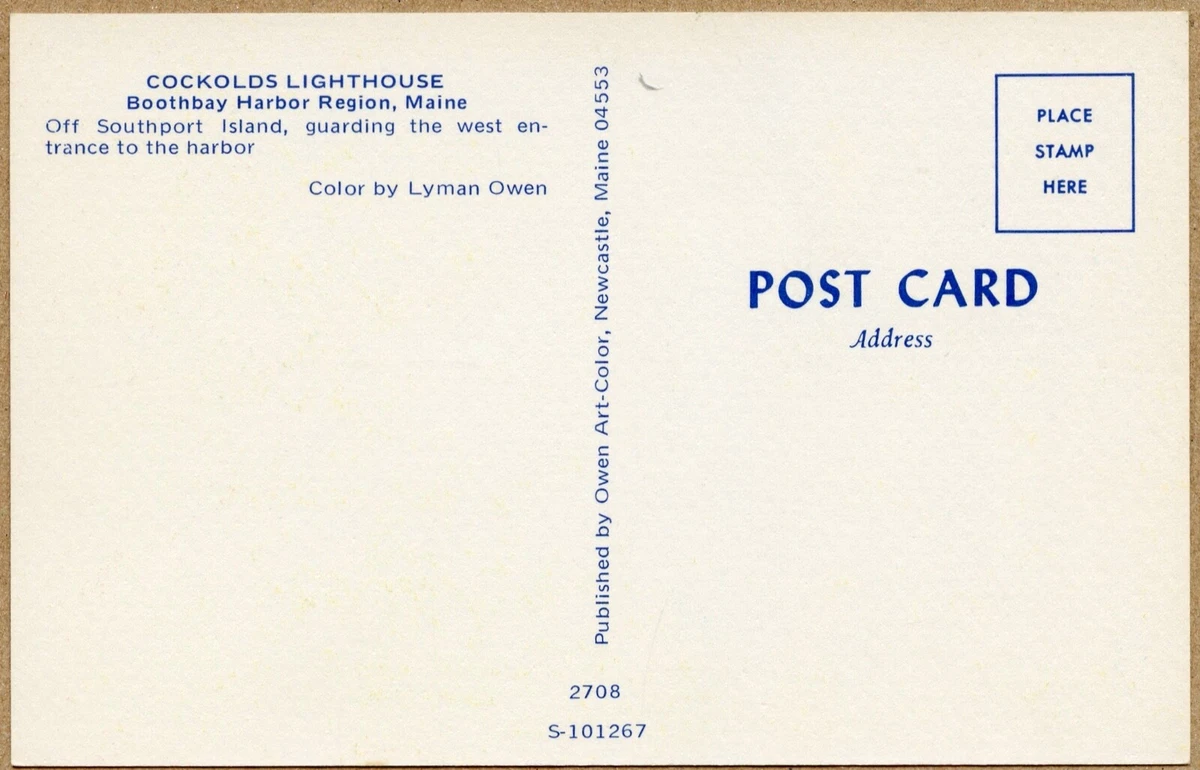 COCKOLDS LIGHTHOUSE
Boothbay Harbor Region, Maine
Off Southport Island, guarding the west en-
trance to the harbor
Color by Lyman Owen
Published by Owen Art-Color, Newcastle, Maine 04553
2708
S-101267
PLACE
STAMP
HERE
POST CARD
Address